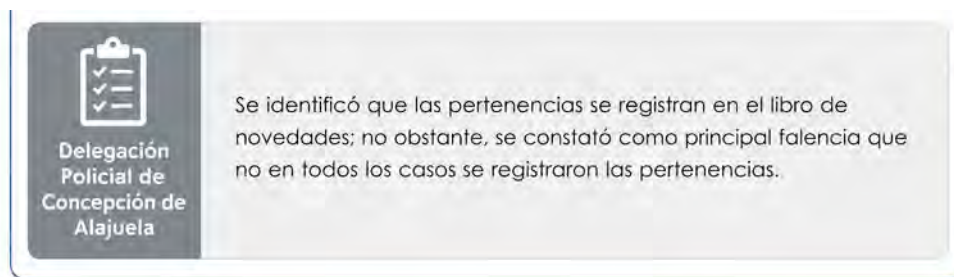 Delegación
Policial de
Concepción de
Alajuela
Se identificó que las pertenencias se registran en el libro de
novedades; no obstante, se constató como principal falencia que
no en todos los casos se registraron las pertenencias.